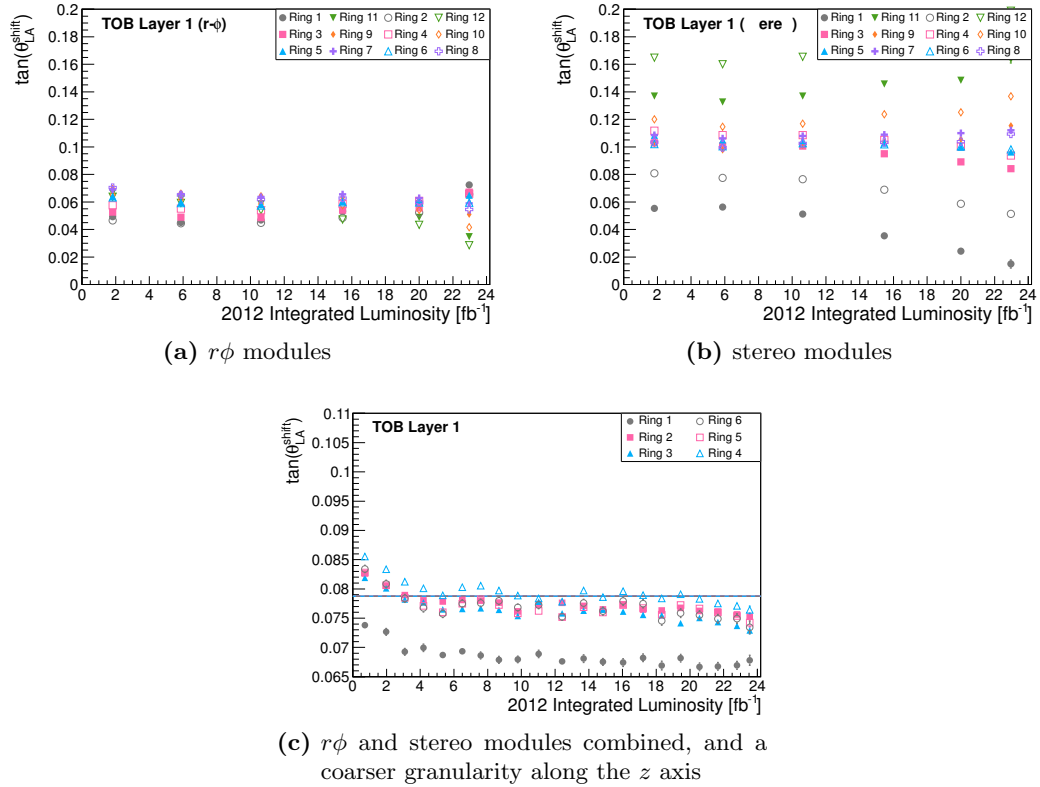 TOB Layer 1 (r-ϕ)
Ring 1 Ring 11 Ring 2 Ring 12
Ring 3 Ring 9 Ring 4 Ring 10
Ring 5 Ring 7 Ring 6 Ring 8
tan(θ_LA^shift)
0.2
0.18
0.16
0.14
0.12
0.1
0.08
0.06
0.04
0.02
0
0 2 4 6 8 10 12 14 16 18 20 22 24
2012 Integrated Luminosity [fb⁻¹]
(a) rϕ modules
TOB Layer 1 ( ere )
Ring 1 Ring 11 Ring 2 Ring 12
Ring 3 Ring 9 Ring 4 Ring 10
Ring 5 Ring 7 Ring 6 Ring 8
tan(θ_LA^shift)
0.2
0.18
0.16
0.14
0.12
0.1
0.08
0.06
0.04
0.02
0
0 2 4 6 8 10 12 14 16 18 20 22 24
2012 Integrated Luminosity [fb⁻¹]
(b) stereo modules
TOB Layer 1
Ring 1 Ring 6
Ring 2 Ring 5
Ring 3 Ring 4
tan(θ_LA^shift)
0.11
0.105
0.1
0.095
0.09
0.085
0.08
0.075
0.07
0.065
0 2 4 6 8 10 12 14 16 18 20 22 24
2012 Integrated Luminosity [fb⁻¹]
(c) rϕ and stereo modules combined, and a
coarser granularity along the z axis